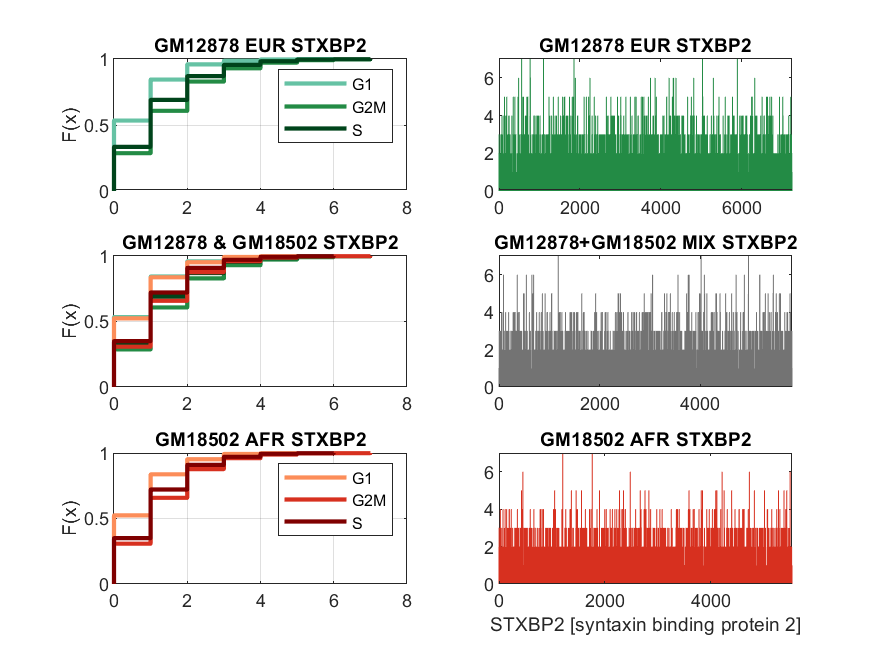 GM12878 EUR STXBP2
F(x)
1
0.5
0
0 2 4 6 8
G1
G2M
S
GM12878 EUR STXBP2
6
4
2
0
0 2000 4000 6000
GM12878 & GM18502 STXBP2
F(x)
1
0.5
0
0 2 4 6 8
GM12878+GM18502 MIX STXBP2
6
4
2
0
0 2000 4000
GM18502 AFR STXBP2
F(x)
1
0.5
0
0 2 4 6 8
G1
G2M
S
GM18502 AFR STXBP2
6
4
2
0
0 2000 4000
STXBP2 [syntaxin binding protein 2]